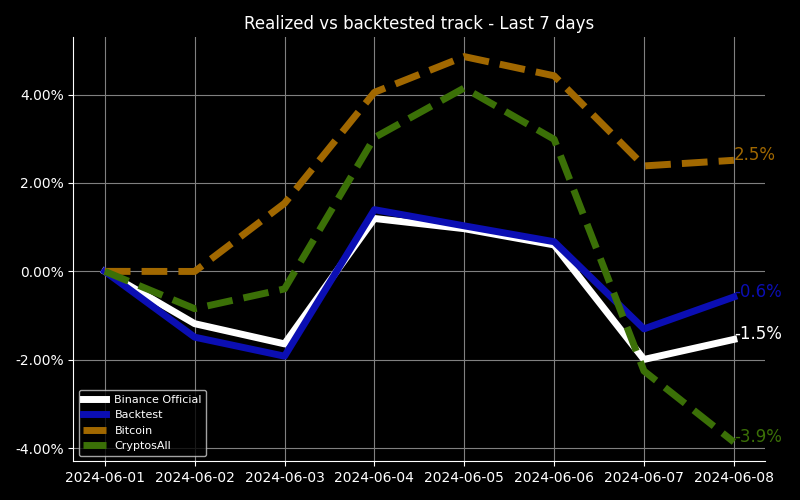 Realized vs backtested track - Last 7 days
4.00%
2.00%
0.00%
-2.00%
-4.00%
2.5%
-0.6%
-1.5%
-3.9%
Binance Official
Backtest
Bitcoin
CryptosAll
2024-06-01 2024-06-02 2024-06-03 2024-06-04 2024-06-05 2024-06-06 2024-06-07 2024-06-08